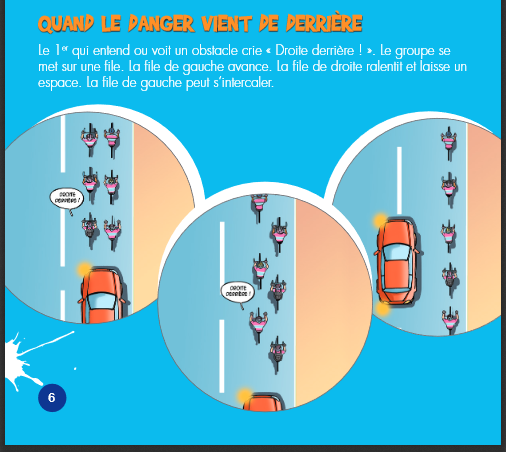 QUAND LE DANGER VIENT DE DERRIÈRE
Le 1er qui entend ou voit un obstacle crie « Droite derrière ! ». Le groupe se
met sur une file. La file de gauche avance. La file de droite ralentit et laisse un
espace. La file de gauche peut s’intercaler.
DROITE
DERRIÈRE !
DROITE
DERRIÈRE !
6